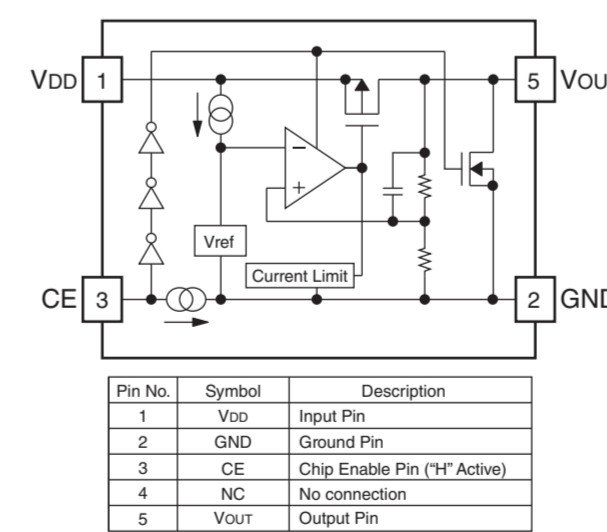 VDD 1
5 VOU
−
+
Vref
Current Limit
CE 3
2 GND
Pin No. Symbol Description
1 VDD Input Pin
2 GND Ground Pin
3 CE Chip Enable Pin (“H” Active)
4 NC No connection
5 VOUT Output Pin